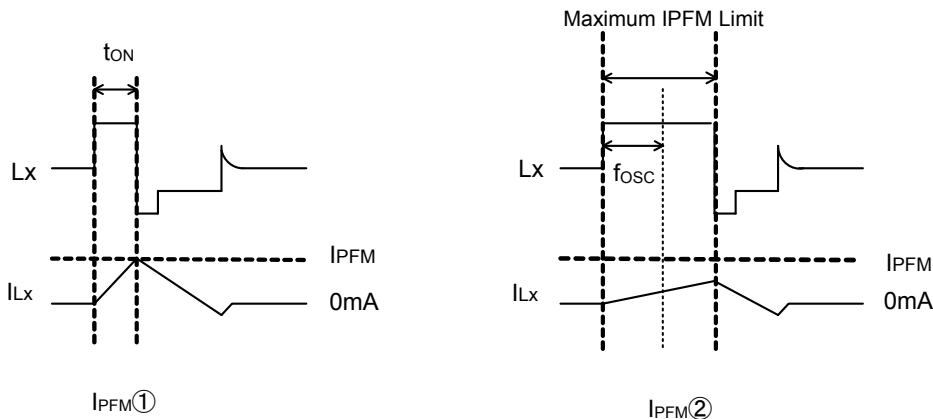 tON
Lx
IPFM
ILx
0mA
IPFM①
Maximum IPFM Limit
Lx
fOSC
IPFM
ILx
0mA
IPFM②